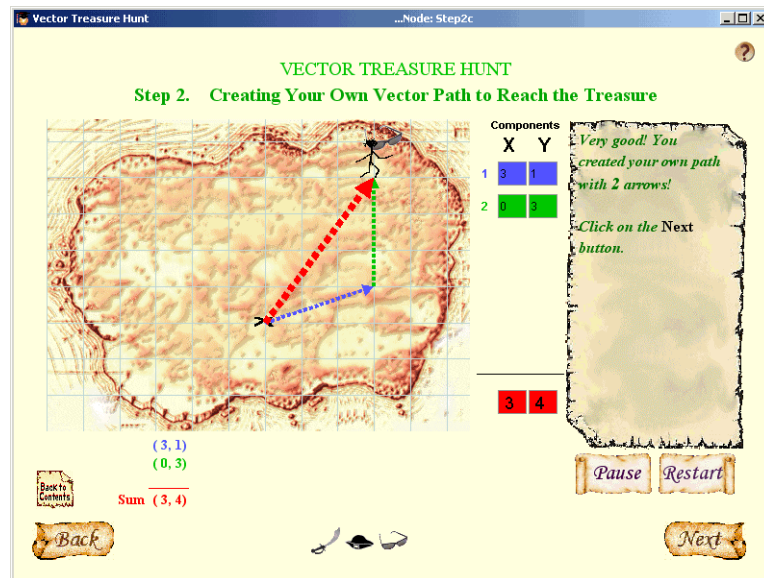 Vector Treasure Hunt ...Node: Step2c
?
VECTOR TREASURE HUNT
Step 2. Creating Your Own Vector Path to Reach the Treasure
Components
X Y
1 3 1
2 0 3
3 4
Very good! You
created your own path
with 2 arrows!
Click on the Next
button.
(3, 1)
(0, 3)
Sum (3, 4)
Back to
Contents
Pause Restart
Back
Next